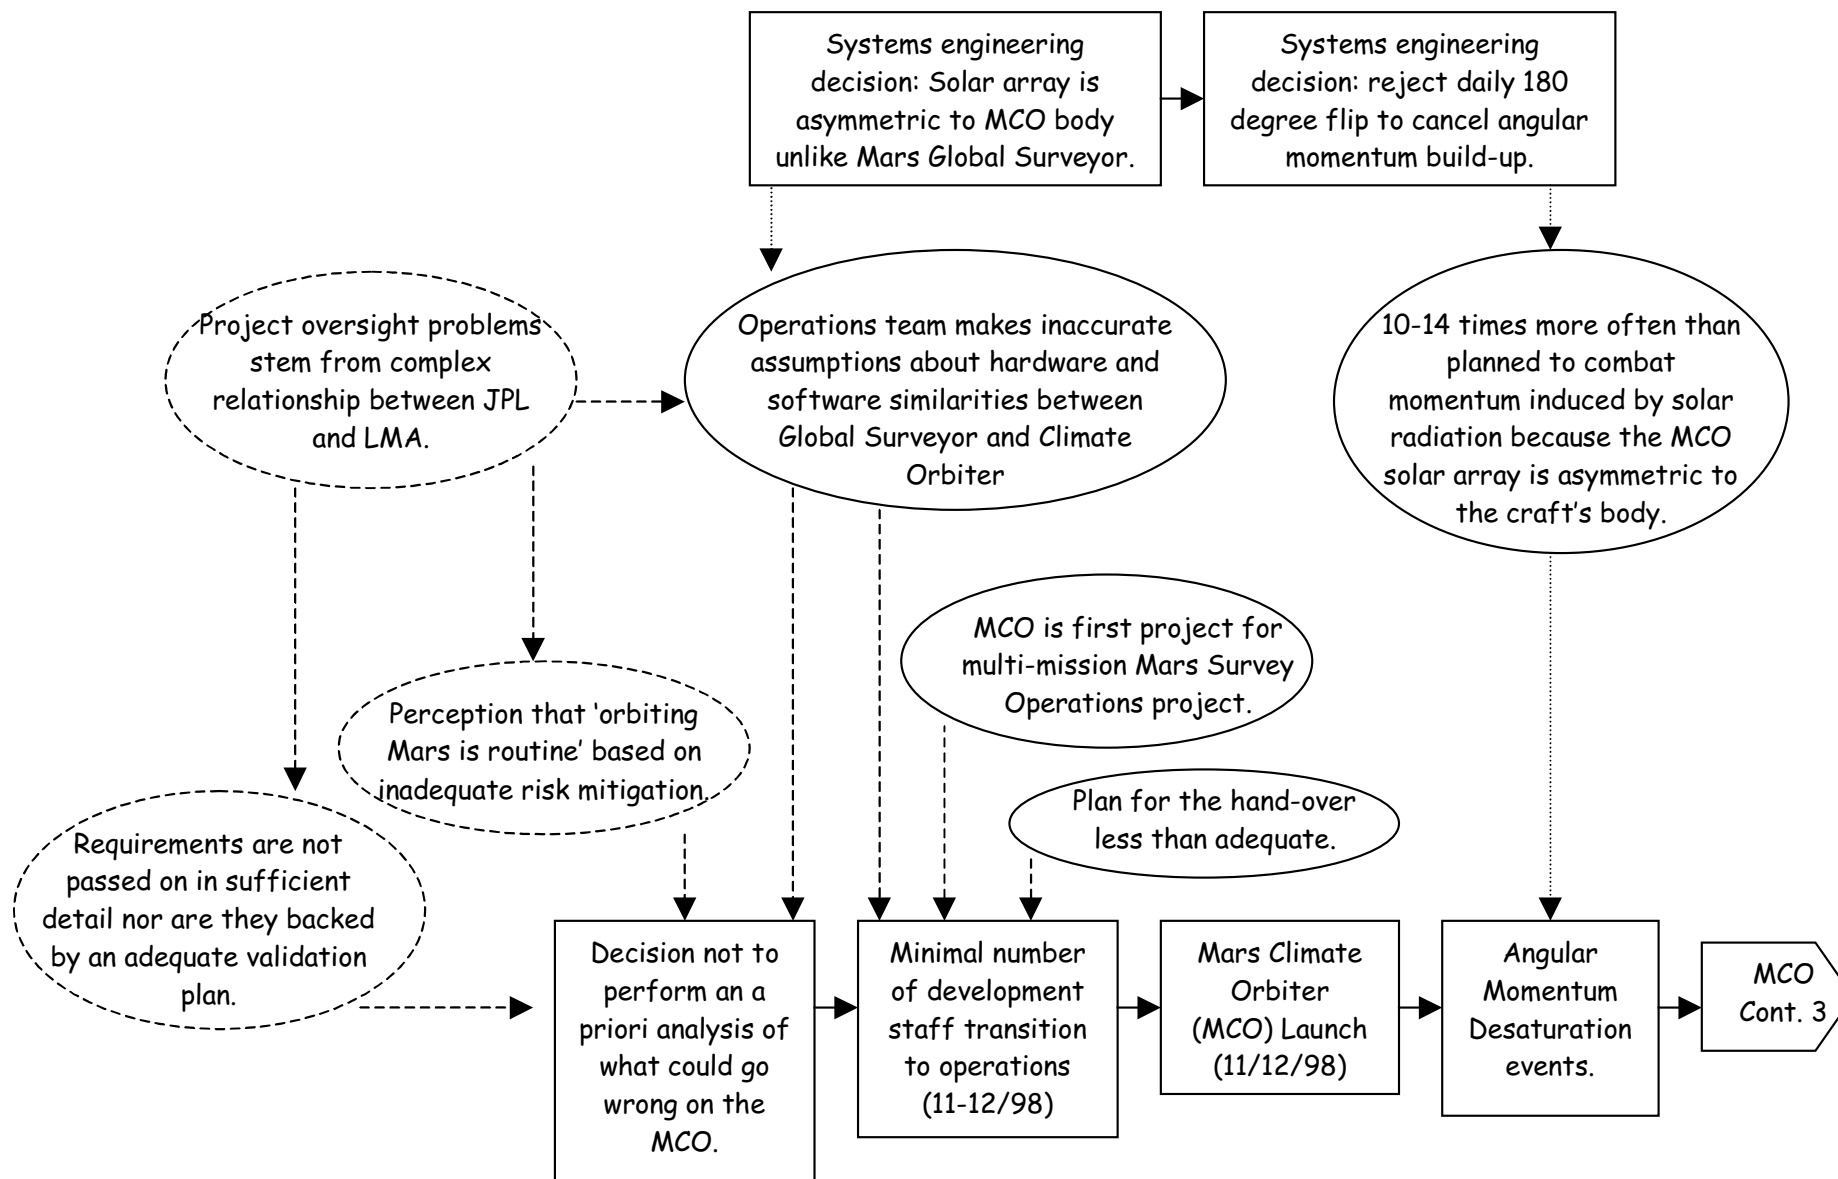 Systems engineering
decision: Solar array is
asymmetric to MCO body
unlike Mars Global Surveyor.
Systems engineering
decision: reject daily 180
degree flip to cancel angular
momentum build-up.
Project oversight problems
stem from complex
relationship between JPL
and LMA.
Operations team makes inaccurate
assumptions about hardware and
software similarities between
Global Surveyor and Climate
Orbiter
10-14 times more often than
planned to combat
momentum induced by solar
radiation because the MCO
solar array is asymmetric to
the craft's body.
MCO is first project for
multi-mission Mars Survey
Operations project.
Perception that 'orbiting
Mars is routine' based on
inadequate risk mitigation.
Plan for the hand-over
less than adequate.
Requirements are not
passed on in sufficient
detail nor are they backed
by an adequate validation
plan.
Decision not to
perform an a
priori analysis of
what could go
wrong on the
MCO.
Minimal number
of development
staff transition
to operations
(11-12/98)
Mars Climate
Orbiter
(MCO) Launch
(11/12/98)
Angular
Momentum
Desaturation
events.
MCO
Cont. 3